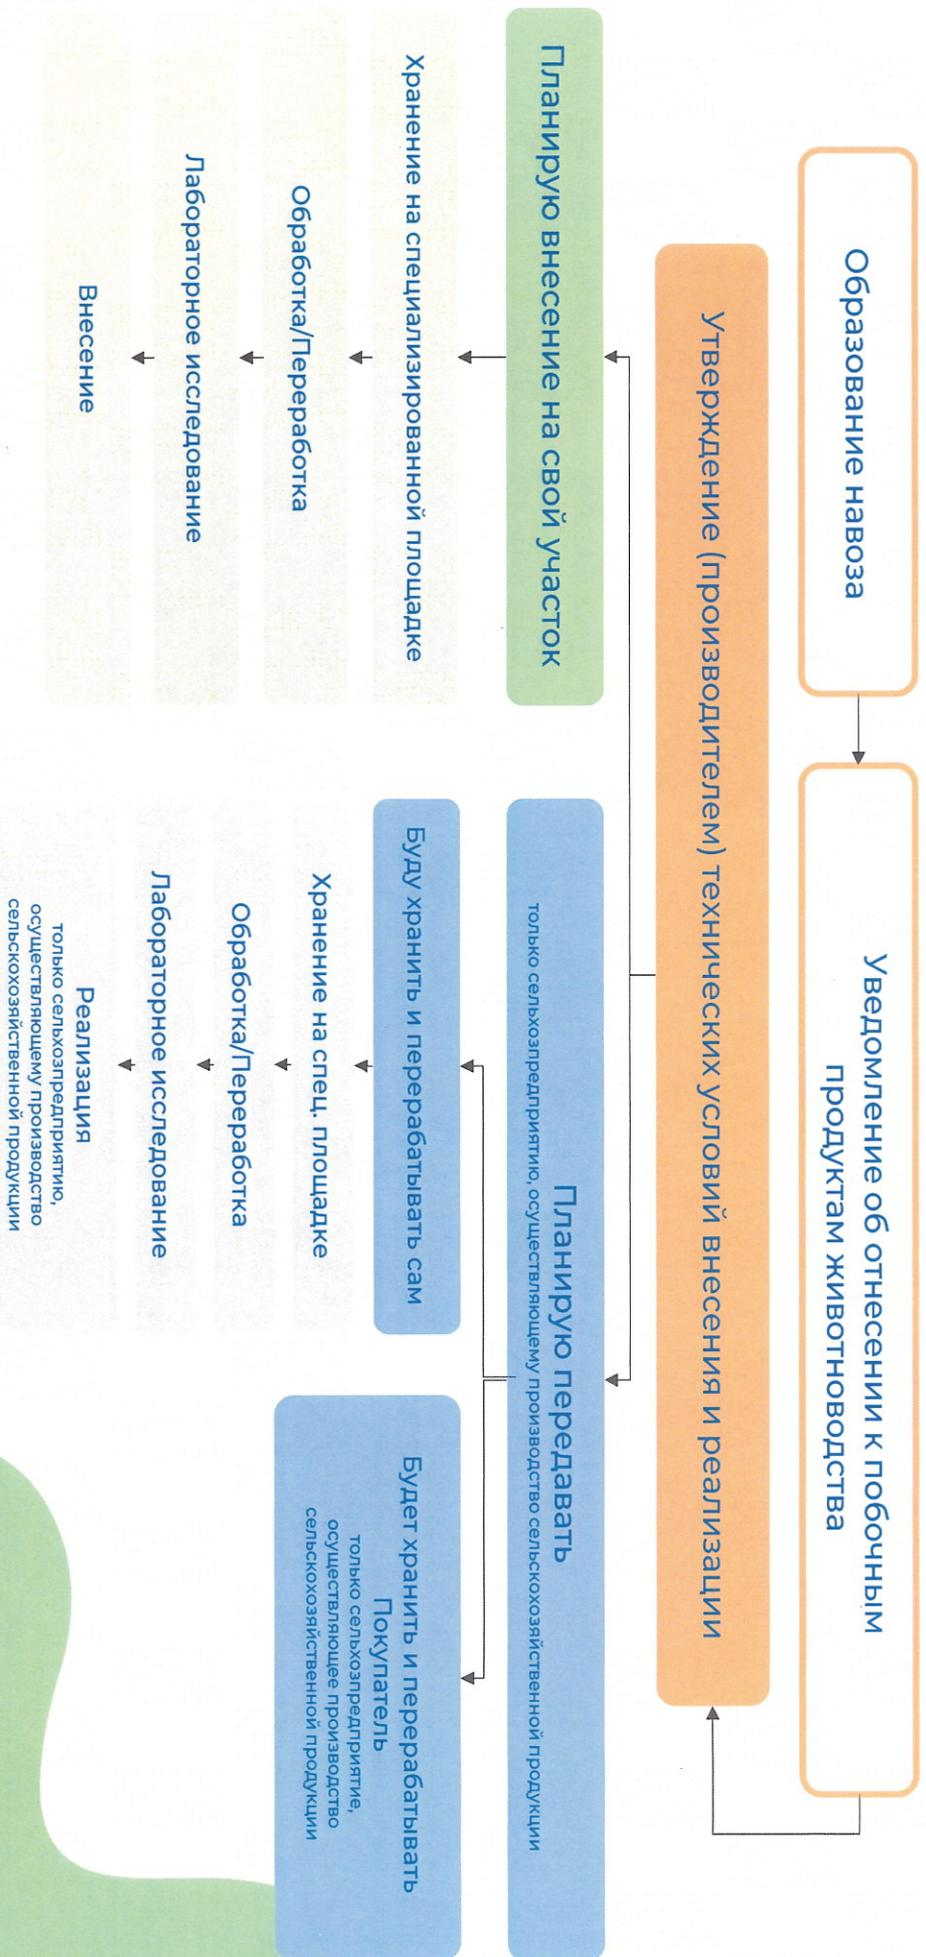 Образование навоза
Уведомление об отнесении к побочным
продуктам животноводства
Утверждение (производителем) технических условий внесения и реализации
Планирую внесение на свой участок
Хранение на специализированной площадке
Обработка/Переработка
Лабораторное исследование
Внесение
Планирую передавать
только сельхозпредприятию, осуществляющему производство сельскохозяйственной продукции
Буду хранить и перерабатывать сам
Хранение на спец. площадке
Обработка/Переработка
Лабораторное исследование
Реализация
только сельхозпредприятию,
осуществляющему производство
сельскохозяйственной продукции
Будет хранить и перерабатывать
Покупатель
только сельхозпредприятие,
осуществляющее производство
сельскохозяйственной продукции